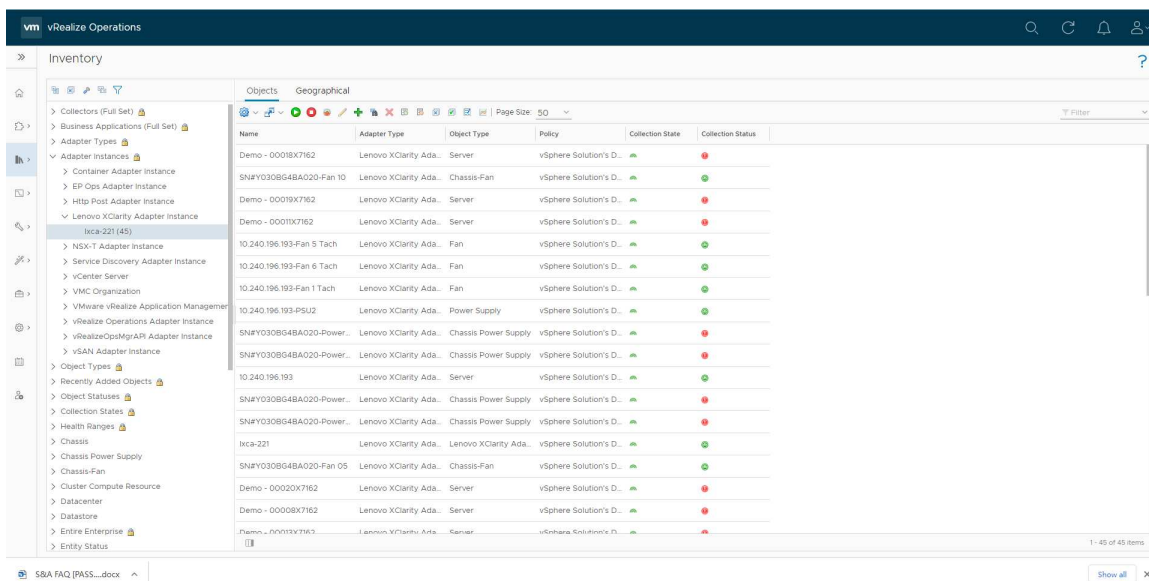 vm vRealize Operations
Inventory
?
Objects Geographical
Page Size: 50
Filter
Collectors (Full Set)
Business Applications (Full Set)
Adapter Types
Adapter Instances
Container Adapter Instance
EP Ops Adapter Instance
Http Post Adapter Instance
Lenovo XClarity Adapter Instance
lxca-221 (45)
NSX-T Adapter Instance
Service Discovery Adapter Instance
vCenter Server
VMC Organization
VMware vRealize Application Managemen
vRealize Operations Adapter Instance
vRealizeOpsMgrAPI Adapter Instance
vSAN Adapter Instance
Object Types
Recently Added Objects
Object Statuses
Collection States
Health Ranges
Chassis
Chassis Power Supply
Chassis-Fan
Cluster Compute Resource
Datacenter
Datastore
Entire Enterprise
Entity Status
Name Adapter Type Object Type Policy Collection State Collection Status
Demo - 00018X7162 Lenovo XClarity Ada... Server vSphere Solution's D...
SN#Y030BG4BA020-Fan 10 Lenovo XClarity Ada... Chassis-Fan vSphere Solution's D...
Demo - 00019X7162 Lenovo XClarity Ada... Server vSphere Solution's D...
Demo - 00011X7162 Lenovo XClarity Ada... Server vSphere Solution's D...
10.240.196.193-Fan 5 Tach Lenovo XClarity Ada... Fan vSphere Solution's D...
10.240.196.193-Fan 6 Tach Lenovo XClarity Ada... Fan vSphere Solution's D...
10.240.196.193-Fan 1 Tach Lenovo XClarity Ada... Fan vSphere Solution's D...
10.240.196.193-PSU2 Lenovo XClarity Ada... Power Supply vSphere Solution's D...
SN#Y030BG4BA020-Power... Lenovo XClarity Ada... Chassis Power Supply vSphere Solution's D...
SN#Y030BG4BA020-Power... Lenovo XClarity Ada... Chassis Power Supply vSphere Solution's D...
10.240.196.193 Lenovo XClarity Ada... Server vSphere Solution's D...
SN#Y030BG4BA020-Power... Lenovo XClarity Ada... Chassis Power Supply vSphere Solution's D...
SN#Y030BG4BA020-Power... Lenovo XClarity Ada... Chassis Power Supply vSphere Solution's D...
lxca-221 Lenovo XClarity Ada... Lenovo XClarity Ada... vSphere Solution's D...
SN#Y030BG4BA020-Fan 05 Lenovo XClarity Ada... Chassis-Fan vSphere Solution's D...
Demo - 00020X7162 Lenovo XClarity Ada... Server vSphere Solution's D...
Demo - 00008X7162 Lenovo XClarity Ada... Server vSphere Solution's D...
Demo - 00013X7162 Lenovo XClarity Ada... Server vSphere Solution's D...
1 - 45 of 45 items
S&A FAQ [PASS....docx
Show all